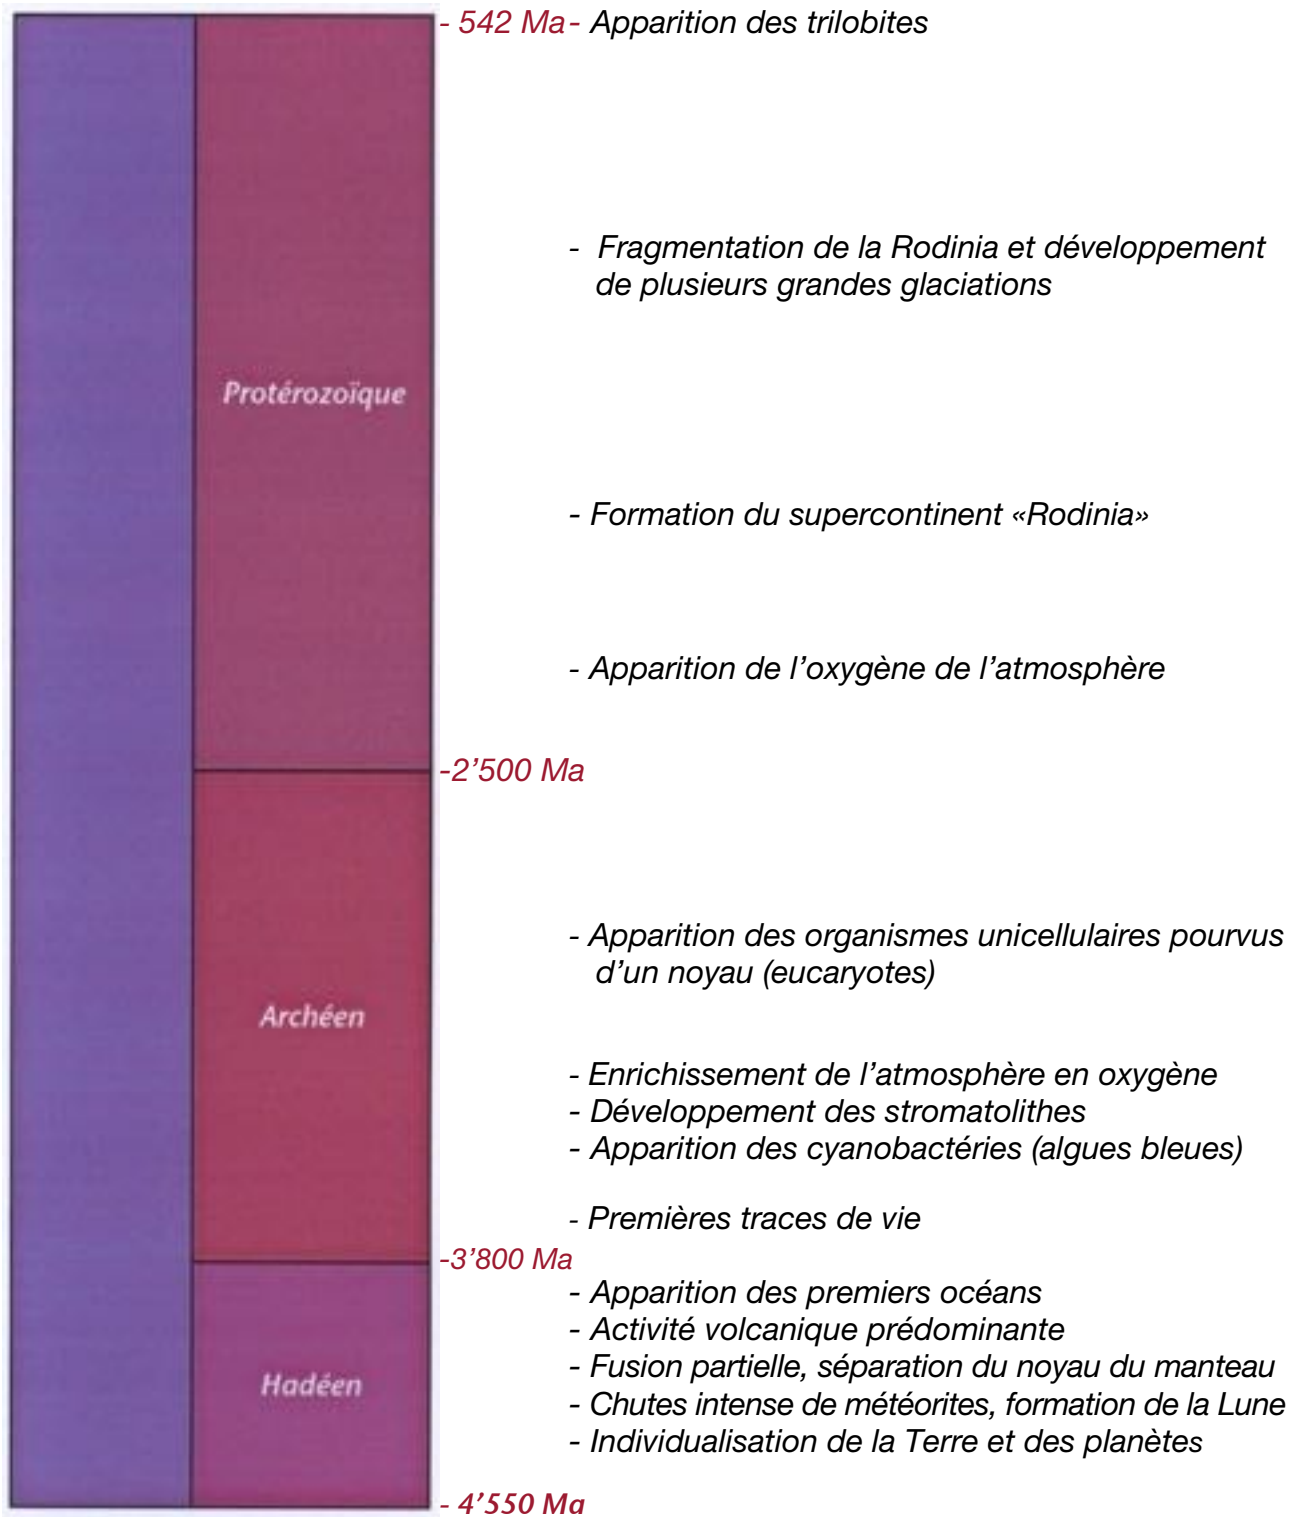 - 542 Ma- Apparition des trilobites
- Fragmentation de la Rodinia et développement
de plusieurs grandes glaciations
Protérozoïque
- Formation du supercontinent «Rodinia»
- Apparition de l’oxygène de l’atmosphère
-2’500 Ma
- Apparition des organismes unicellulaires pourvus
d’un noyau (eucaryotes)
Archéen
- Enrichissement de l’atmosphère en oxygène
- Développement des stromatolithes
- Apparition des cyanobactéries (algues bleues)
- Premières traces de vie
-3’800 Ma
- Apparition des premiers océans
- Activité volcanique prédominante
- Fusion partielle, séparation du noyau du manteau
Hadéen
- Chutes intense de météorites, formation de la Lune
- Individualisation de la Terre et des planètes
- 4’550 Ma